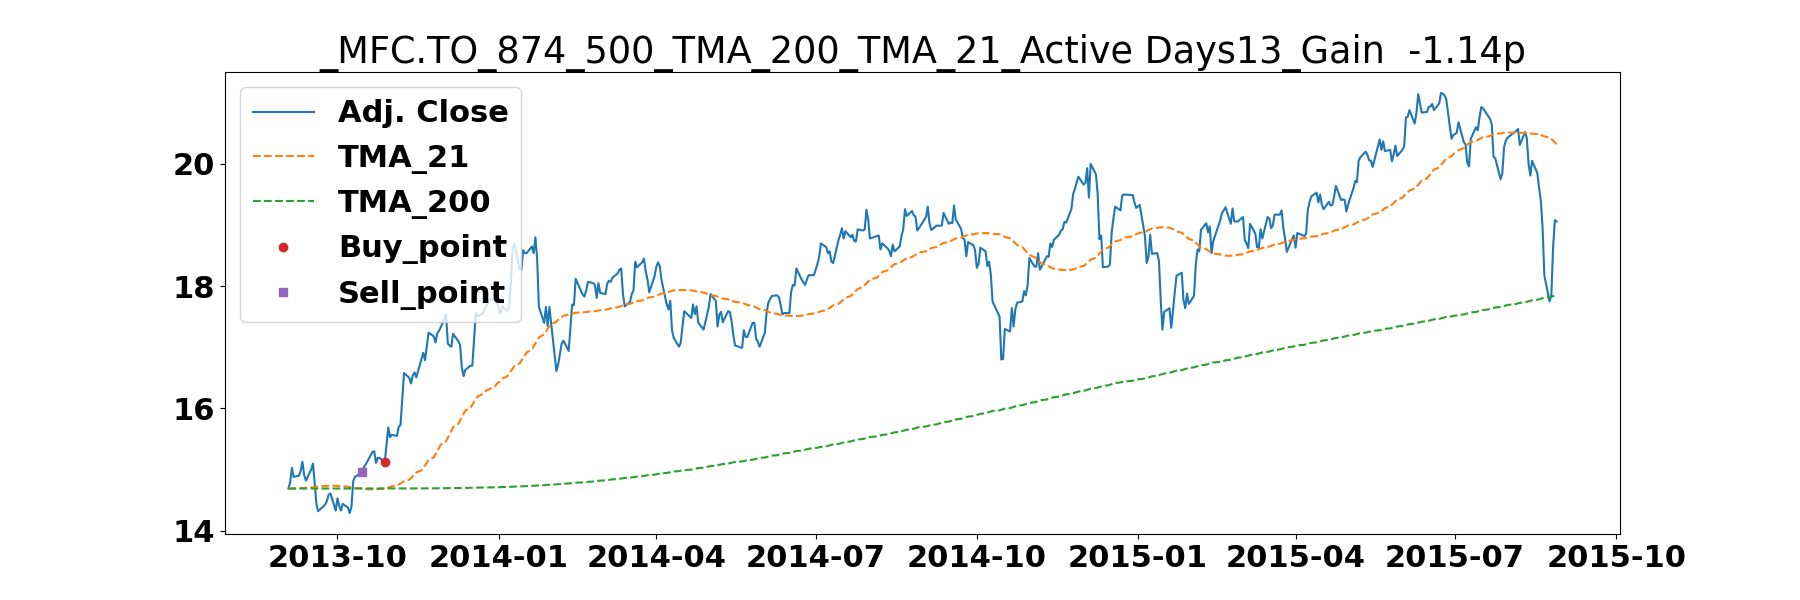 _MFC.TO_874_500_TMA_200_TMA_21_Active Days13_Gain  -1.14p
Adj. Close
TMA_21
TMA_200
Buy_point
Sell_point
20
18
16
14
2013-10 2014-01 2014-04 2014-07 2014-10 2015-01 2015-04 2015-07 2015-10